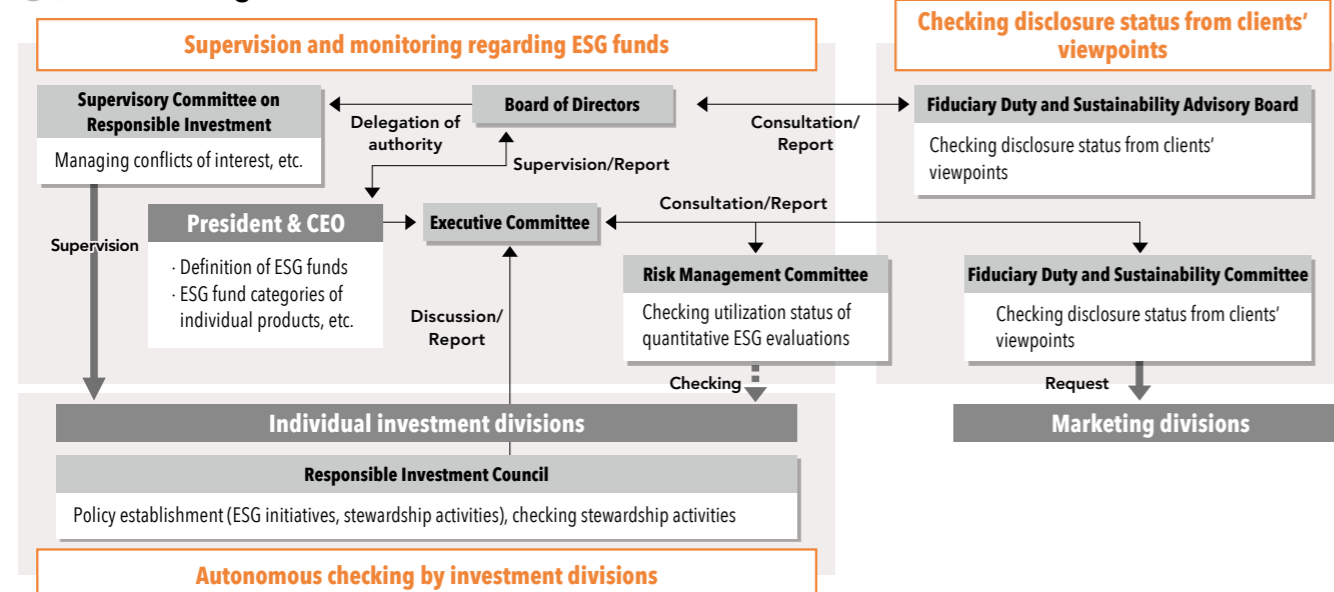 Supervision and monitoring regarding ESG funds
Checking disclosure status from clients'
viewpoints
Supervisory Committee on
Responsible Investment
Managing conflicts of interest, etc.
Delegation of
authority
Board of Directors
Supervision/Report
Consultation/
Report
Fiduciary Duty and Sustainability Advisory Board
Checking disclosure status from clients'
viewpoints
Supervision
President & CEO
· Definition of ESG funds
· ESG fund categories of
individual products, etc.
Executive Committee
Consultation/Report
Discussion/
Report
Risk Management Committee
Checking utilization status of
quantitative ESG evaluations
Fiduciary Duty and Sustainability Committee
Checking disclosure status from clients'
viewpoints
Checking
Request
Individual investment divisions
Marketing divisions
Responsible Investment Council
Policy establishment (ESG initiatives, stewardship activities), checking stewardship activities
Autonomous checking by investment divisions